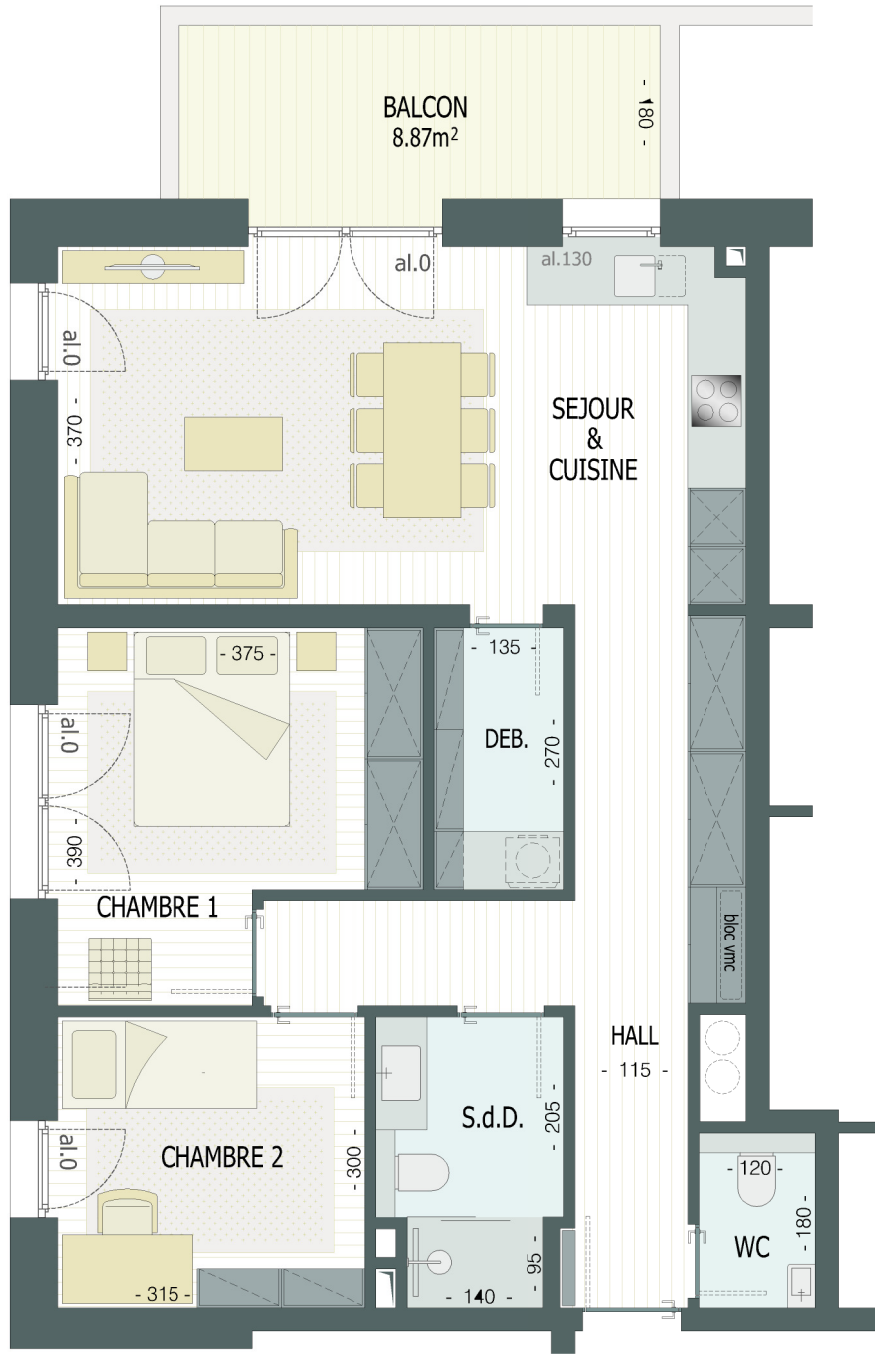 BALCON
8.87m²
- 180 -
al.0
al.130
al.0
- 370 -
SEJOUR
&
CUISINE
- 375 -
- 135 -
al.0
DEB.
- 270 -
- 390 -
CHAMBRE 1
bloc vmc
HALL
- 115 -
S.d.D.
- 205 -
al.0
CHAMBRE 2
- 300 -
- 120 -
WC
- 180 -
- 95 -
- 315 -
- 140 -